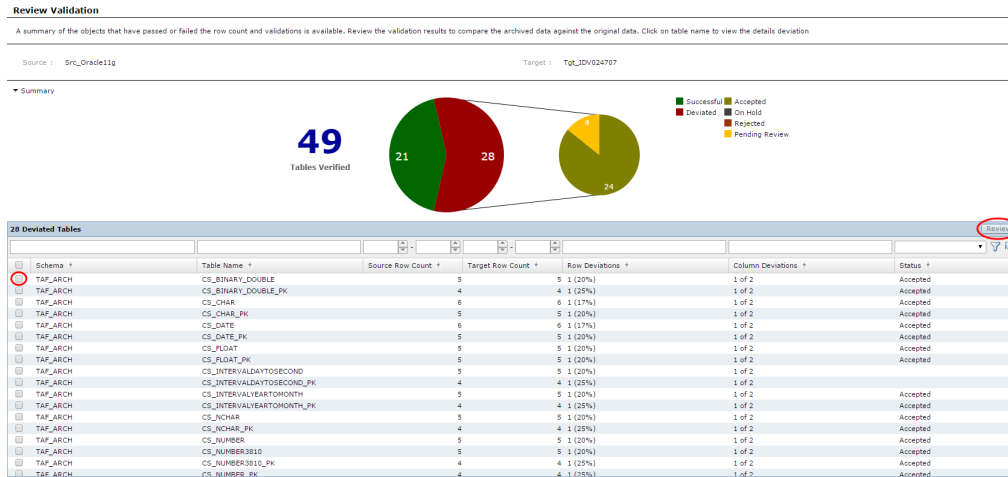 Review Validation
A summary of the objects that have passed or failed the row count and validations is available. Review the validation results to compare the archived data against the original data. Click on table name to view the details deviation
Source : Src_Oracle11g Target : Tgt_IDV024707
Summary
49
Tables Verified
21
28
4
24
Successful Accepted
Deviated On Hold
Rejected
Pending Review
28 Deviated Tables Review
- -
Schema Table Name Source Row Count Target Row Count Row Deviations Column Deviations Status
TAF_ARCH CS_BINARY_DOUBLE 5 5 1 (20%) 1 of 2 Accepted
TAF_ARCH CS_BINARY_DOUBLE_PK 4 4 1 (25%) 1 of 2 Accepted
TAF_ARCH CS_CHAR 6 6 1 (17%) 1 of 2 Accepted
TAF_ARCH CS_CHAR_PK 5 5 1 (20%) 1 of 2 Accepted
TAF_ARCH CS_DATE 6 6 1 (17%) 1 of 2 Accepted
TAF_ARCH CS_DATE_PK 5 5 1 (20%) 1 of 2 Accepted
TAF_ARCH CS_FLOAT 5 5 1 (20%) 1 of 2 Accepted
TAF_ARCH CS_FLOAT_PK 5 5 1 (20%) 1 of 2 Accepted
TAF_ARCH CS_INTERVALDAYTOSECOND 5 5 1 (20%) 1 of 2
TAF_ARCH CS_INTERVALDAYTOSECOND_PK 4 4 1 (25%) 1 of 2
TAF_ARCH CS_INTERVALYEARTOMONTH 5 5 1 (20%) 1 of 2 Accepted
TAF_ARCH CS_INTERVALYEARTOMONTH_PK 4 4 1 (25%) 1 of 2 Accepted
TAF_ARCH CS_NCHAR 5 5 1 (20%) 1 of 2 Accepted
TAF_ARCH CS_NCHAR_PK 4 4 1 (25%) 1 of 2 Accepted
TAF_ARCH CS_NUMBER 5 5 1 (20%) 1 of 2 Accepted
TAF_ARCH CS_NUMBER3810 5 5 1 (20%) 1 of 2 Accepted
TAF_ARCH CS_NUMBER3810_PK 4 4 1 (25%) 1 of 2 Accepted
TAF_ARCH CS_NUMBER_PK 4 4 1 (25%) 1 of 2 Accepted